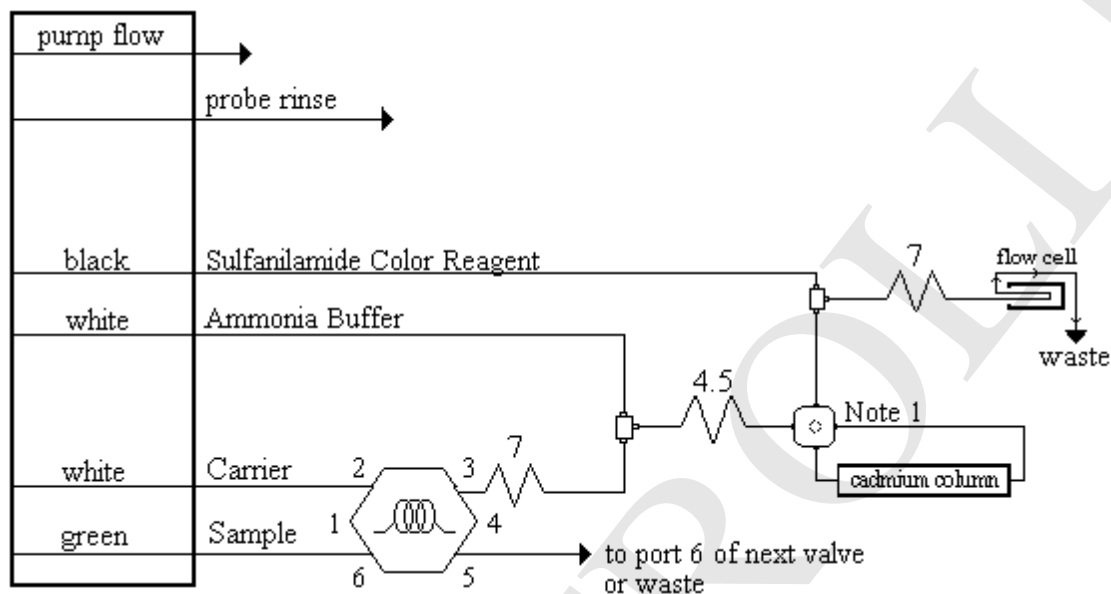 pump flow
probe rinse
black Sulfanilamide Color Reagent
7
flow cell
white Ammonia Buffer
waste
4.5
Note 1
7
white Carrier 2 3
cadmium column
1 4
green Sample
6 5
to port 6 of next valve
or waste
TROLL